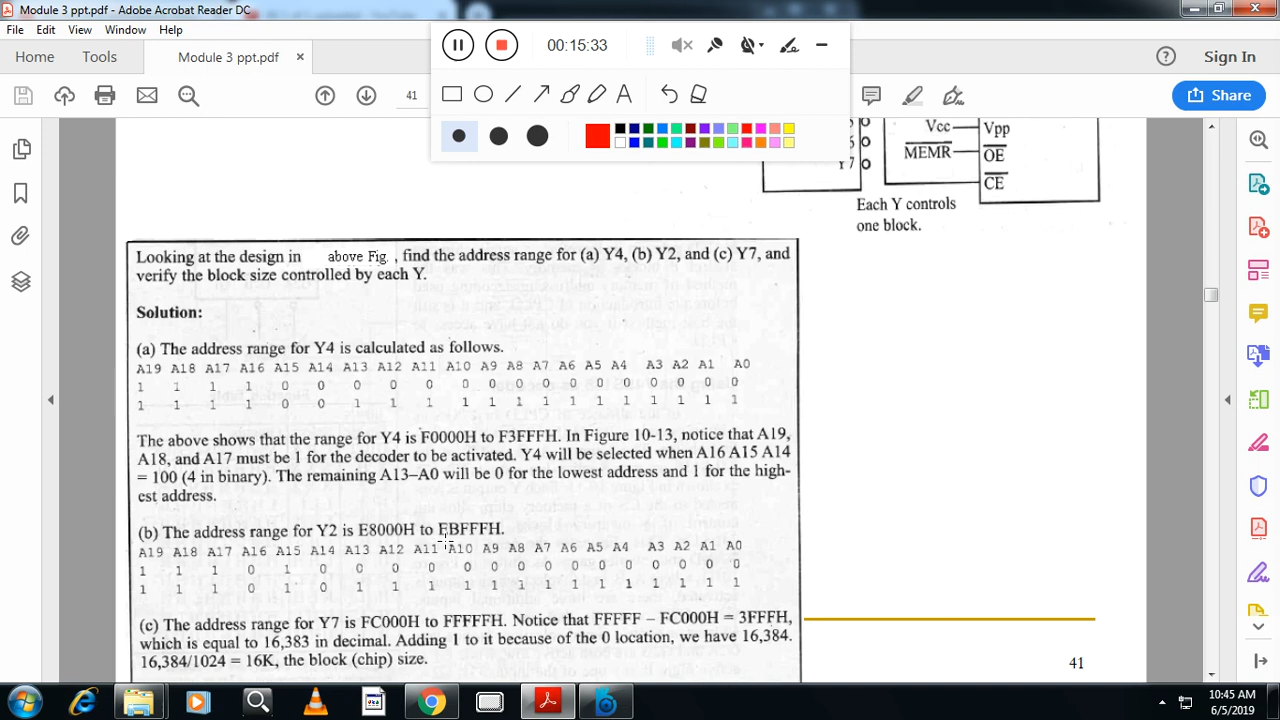 Module 3 ppt.pdf - Adobe Acrobat Reader DC
File Edit View Window Help
00:15:33
Home Tools Module 3 ppt.pdf × Sign In
41
Share
A
Vcc Vpp
MEMR OE
Y7
CE
Each Y controls
one block.
Looking at the design in above Fig. , find the address range for (a) Y4, (b) Y2, and (c) Y7, and
verify the block size controlled by each Y.
Solution:
(a) The address range for Y4 is calculated as follows.
A19 A18 A17 A16 A15 A14 A13 A12 A11 A10 A9 A8 A7 A6 A5 A4 A3 A2 A1 A0
1 1 1 1 0 0 0 0 0 0 0 0 0 0 0 0 0 0 0 0
1 1 1 1 0 0 1 1 1 1 1 1 1 1 1 1 1 1 1 1
The above shows that the range for Y4 is F0000H to F3FFFH. In Figure 10-13, notice that A19,
A18, and A17 must be 1 for the decoder to be activated. Y4 will be selected when A16 A15 A14
= 100 (4 in binary). The remaining A13–A0 will be 0 for the lowest address and 1 for the high-
est address.
(b) The address range for Y2 is E8000H to EBFFFH.
A19 A18 A17 A16 A15 A14 A13 A12 A11 A10 A9 A8 A7 A6 A5 A4 A3 A2 A1 A0
1 1 1 0 1 0 0 0 0 0 0 0 0 0 0 0 0 0 0 0
1 1 1 0 1 0 1 1 1 1 1 1 1 1 1 1 1 1 1 1
(c) The address range for Y7 is FC000H to FFFFFH. Notice that FFFFF – FC000H = 3FFFH,
which is equal to 16,383 in decimal. Adding 1 to it because of the 0 location, we have 16,384.
16,384/1024 = 16K, the block (chip) size.
41
10:45 AM
6/5/2019